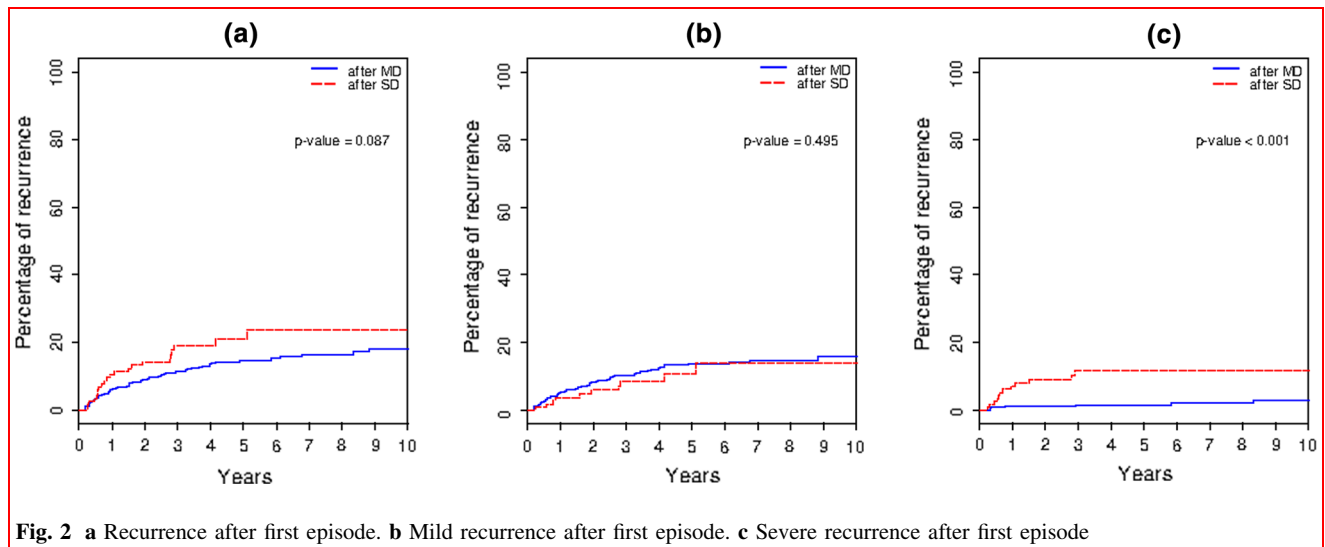 (a)
Percentage of recurrence
100
80
60
40
20
0
after MD
after SD
p-value = 0.087
0 1 2 3 4 5 6 7 8 9 10
Years
(b)
Percentage of recurrence
100
80
60
40
20
0
after MD
after SD
p-value = 0.495
0 1 2 3 4 5 6 7 8 9 10
Years
(c)
Percentage of recurrence
100
80
60
40
20
0
after MD
after SD
p-value < 0.001
0 1 2 3 4 5 6 7 8 9 10
Years
Fig. 2 a Recurrence after first episode. b Mild recurrence after first episode. c Severe recurrence after first episode